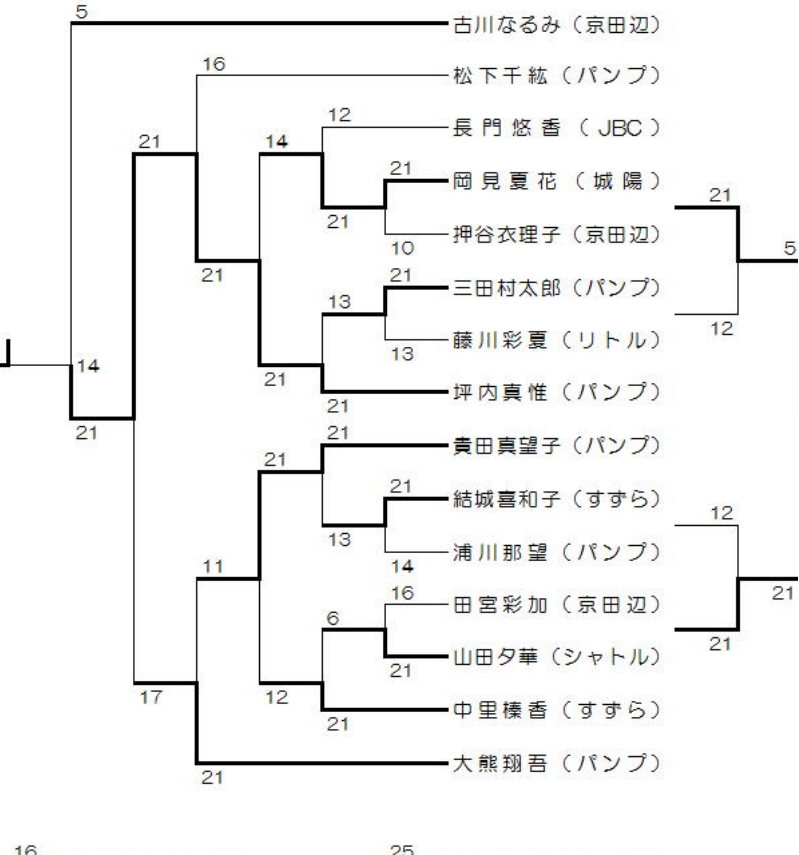 5
古川なるみ（京田辺）
16
松下千紘（パンプ）
12
長門悠香（JBC）
21
14
21
岡見夏花（城陽）
21
21
押谷衣理子（京田辺）
10
21
21
三田村太郎（パンプ）
5
13
藤川彩夏（リトル）
12
13
14
21
坪内真惟（パンプ）
21
21
21
貴田真望子（パンプ）
21
21
結城喜和子（すずら）
12
13
浦川那望（パンプ）
14
11
16
田宮彩加（京田辺）
21
6
山田夕華（シャトル）
21
21
17
12
中里榛香（すずら）
21
大熊翔吾（パンプ）
21
16
25